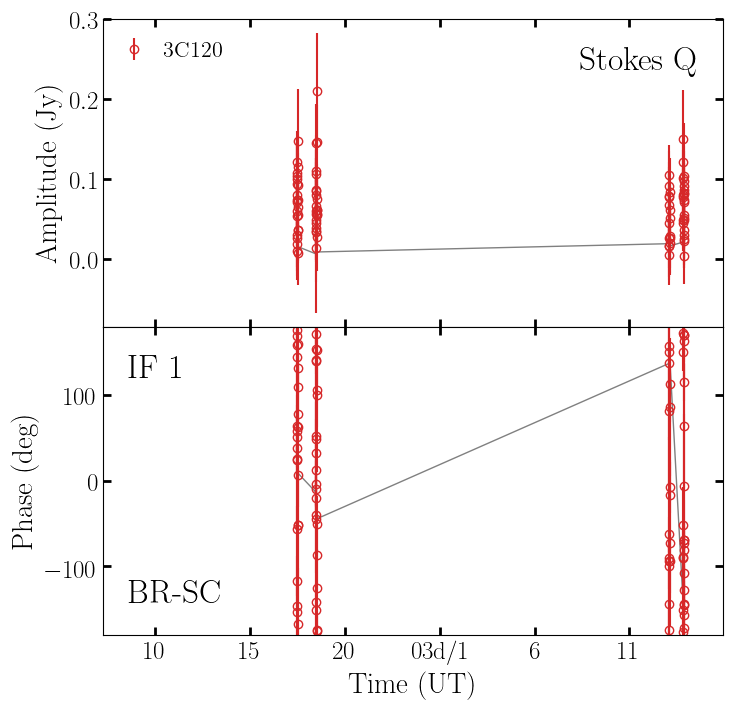 0.3
3C120
Stokes Q
0.2
0.1
0.0
Amplitude (Jy)
IF 1
100
0
−100
Phase (deg)
BR-SC
10 15 20 03d/1 6 11
Time (UT)